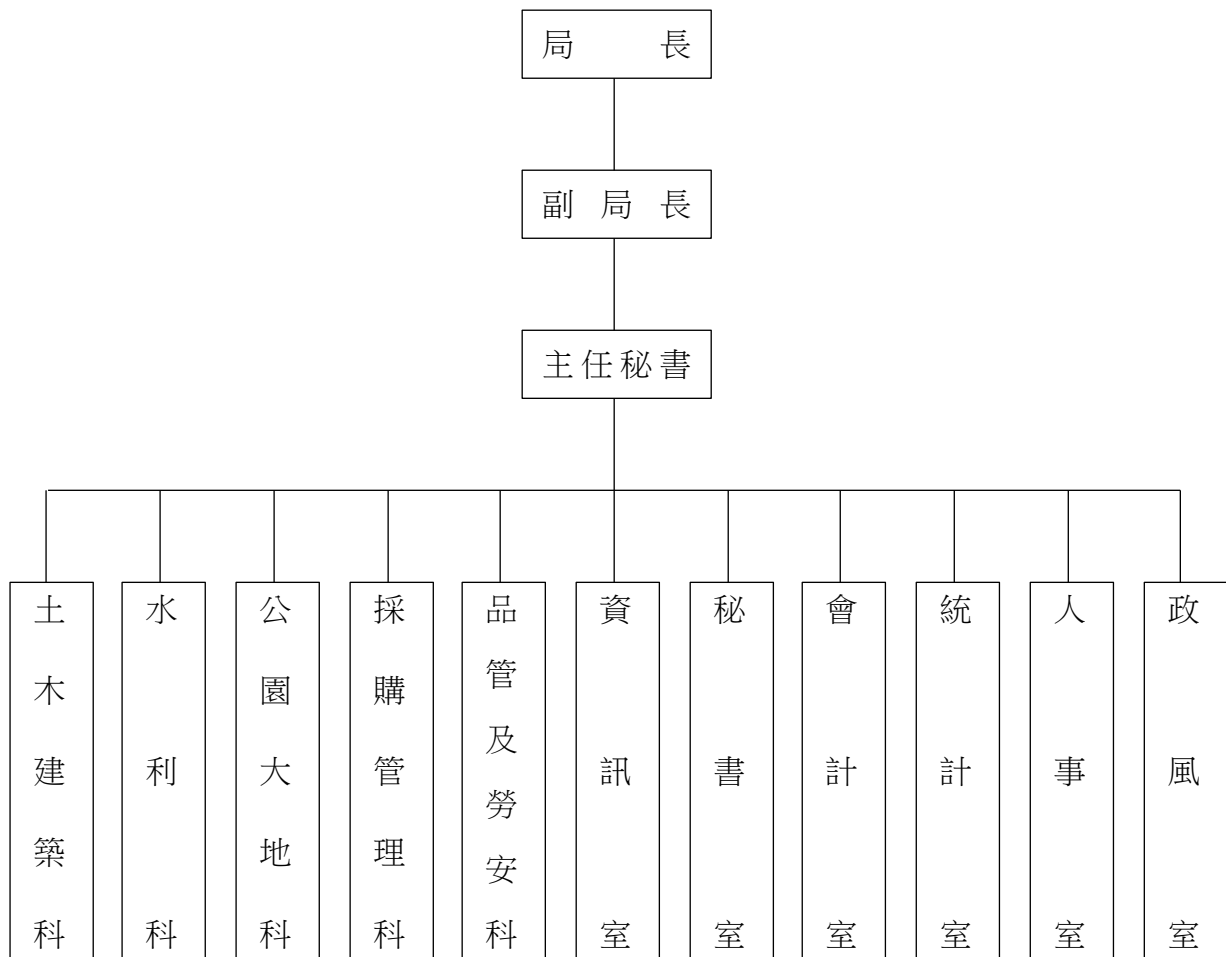 局長
副局長
主任秘書
土木建築科
水利科
公園大地科
採購管理科
品管及勞安科
資訊室
秘書室
會計室
統計室
人事室
政風室